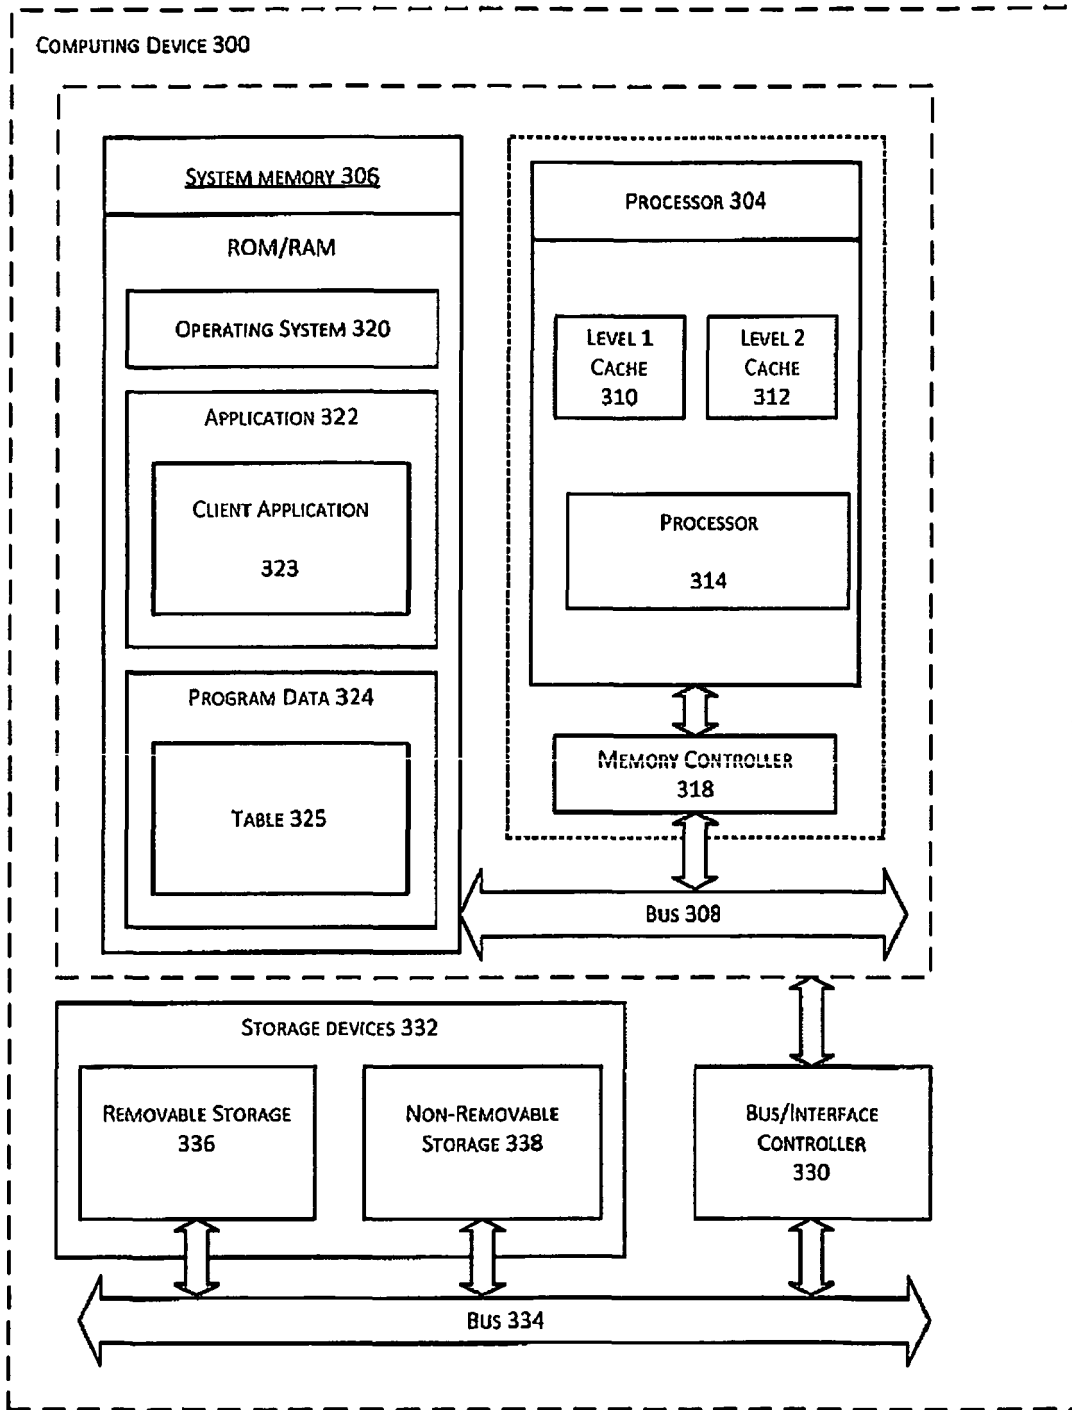 Computing Device 300
System memory 306
ROM/RAM
Operating System 320
Application 322
Client Application
323
Program Data 324
Table 325
Processor 304
Level 1
Cache
310
Level 2
Cache
312
Processor
314
Memory Controller
318
Bus 308
Storage devices 332
Removable Storage
336
Non-Removable
Storage 338
Bus/Interface
Controller
330
Bus 334